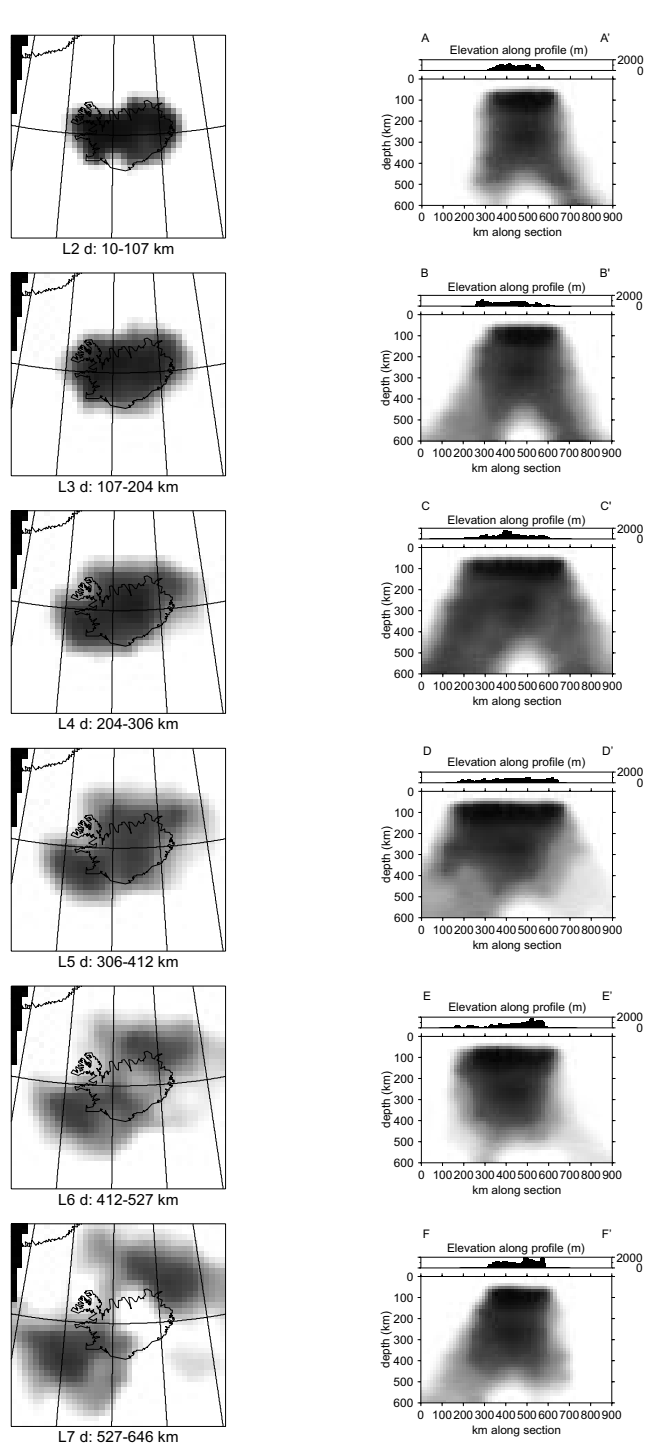 A A'
Elevation along profile (m)
2000
0
0
100
200
300
400
500
600
depth (km)
0 100 200 300 400 500 600 700 800 900
km along section
L2 d: 10-107 km
B B'
Elevation along profile (m)
2000
0
0
100
200
300
400
500
600
depth (km)
0 100 200 300 400 500 600 700 800 900
km along section
L3 d: 107-204 km
C C'
Elevation along profile (m)
2000
0
0
100
200
300
400
500
600
depth (km)
0 100 200 300 400 500 600 700 800 900
km along section
L4 d: 204-306 km
D D'
Elevation along profile (m)
2000
0
0
100
200
300
400
500
600
depth (km)
0 100 200 300 400 500 600 700 800 900
km along section
L5 d: 306-412 km
E E'
Elevation along profile (m)
2000
0
0
100
200
300
400
500
600
depth (km)
0 100 200 300 400 500 600 700 800 900
km along section
L6 d: 412-527 km
F F'
Elevation along profile (m)
2000
0
0
100
200
300
400
500
600
depth (km)
0 100 200 300 400 500 600 700 800 900
km along section
L7 d: 527-646 km